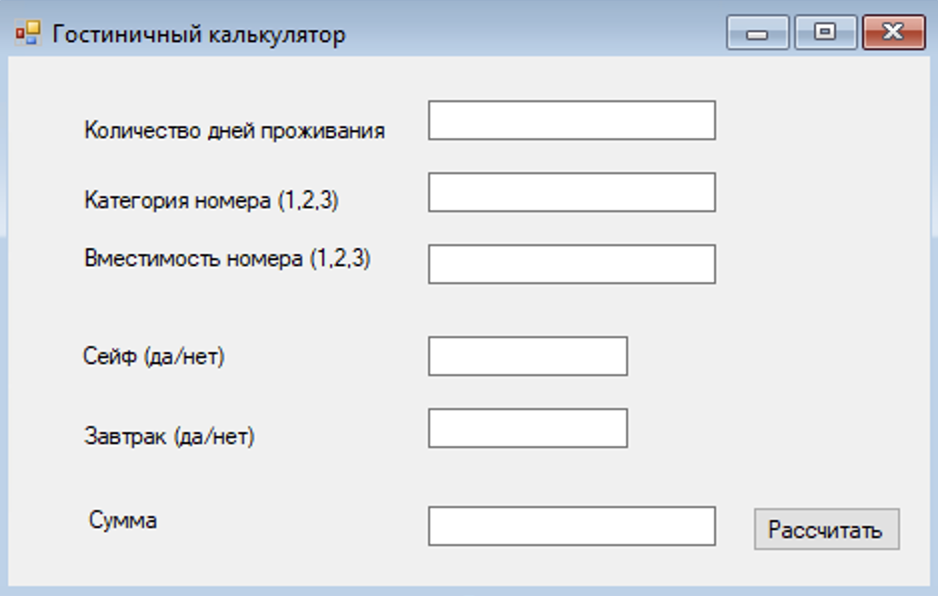 Гостиничный калькулятор
Количество дней проживания
Категория номера (1,2,3)
Вместимость номера (1,2,3)
Сейф (да/нет)
Завтрак (да/нет)
Сумма
Рассчитать